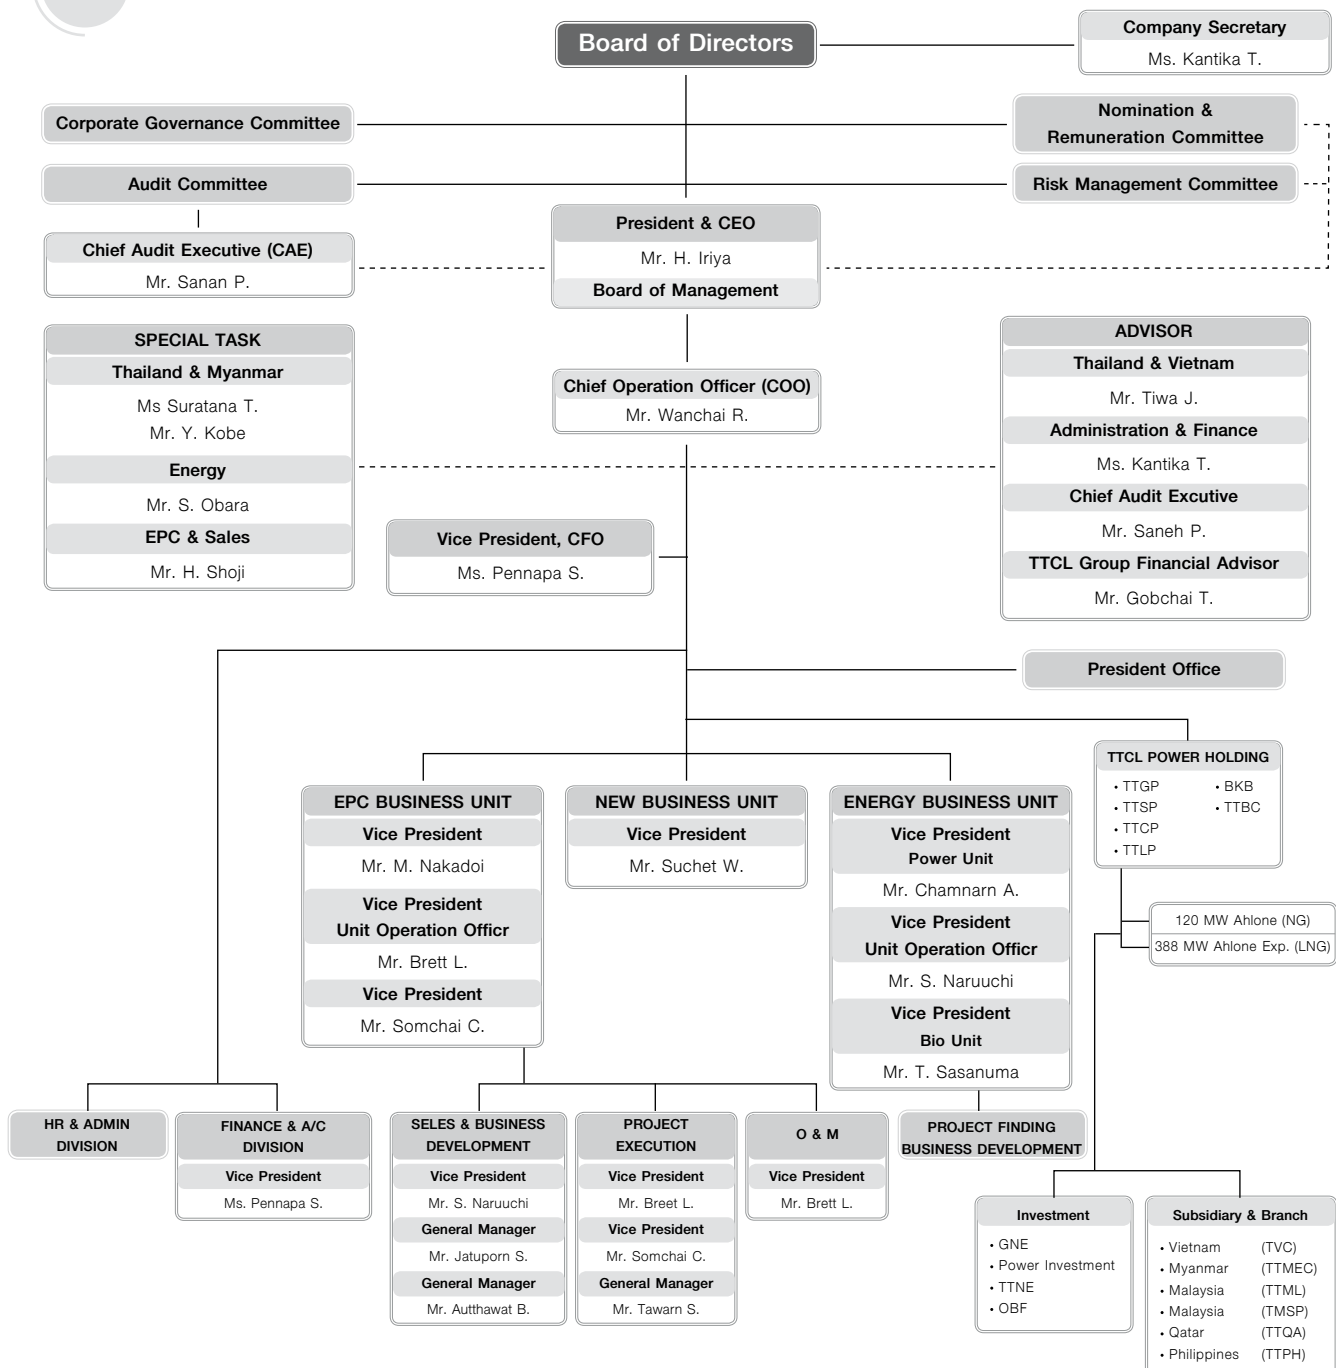 Board of Directors
Company Secretary
Ms. Kantika T.
Corporate Governance Committee
Nomination &
Remuneration Committee
Audit Committee
Risk Management Committee
Chief Audit Executive (CAE)
Mr. Sanan P.
President & CEO
Mr. H. Iriya
Board of Management
SPECIAL TASK
Thailand & Myanmar
Ms Suratana T.
Mr. Y. Kobe
Energy
Mr. S. Obara
EPC & Sales
Mr. H. Shoji
Chief Operation Officer (COO)
Mr. Wanchai R.
ADVISOR
Thailand & Vietnam
Mr. Tiwa J.
Administration & Finance
Ms. Kantika T.
Chief Audit Excutive
Mr. Saneh P.
TTCL Group Financial Advisor
Mr. Gobchai T.
Vice President, CFO
Ms. Pennapa S.
President Office
EPC BUSINESS UNIT
Vice President
Mr. M. Nakadoi
Vice President
Unit Operation Officr
Mr. Brett L.
Vice President
Mr. Somchai C.
NEW BUSINESS UNIT
Vice President
Mr. Suchet W.
ENERGY BUSINESS UNIT
Vice President
Power Unit
Mr. Chamnarn A.
Vice President
Unit Operation Officr
Mr. S. Naruuchi
Vice President
Bio Unit
Mr. T. Sasanuma
TTCL POWER HOLDING
• TTGP • BKB
• TTSP • TTBC
• TTCP
• TTLP
120 MW Ahlone (NG)
388 MW Ahlone Exp. (LNG)
HR & ADMIN
DIVISION
FINANCE & A/C
DIVISION
Vice President
Ms. Pennapa S.
SELES & BUSINESS
DEVELOPMENT
Vice President
Mr. S. Naruuchi
General Manager
Mr. Jatuporn S.
General Manager
Mr. Autthawat B.
PROJECT
EXECUTION
Vice President
Mr. Breet L.
Vice President
Mr. Somchai C.
General Manager
Mr. Tawarn S.
O & M
Vice President
Mr. Brett L.
PROJECT FINDING
BUSINESS DEVELOPMENT
Investment
• GNE
• Power Investment
• TTNE
• OBF
Subsidiary & Branch
• Vietnam (TVC)
• Myanmar (TTMEC)
• Malaysia (TTML)
• Malaysia (TMSP)
• Qatar (TTQA)
• Philippines (TTPH)